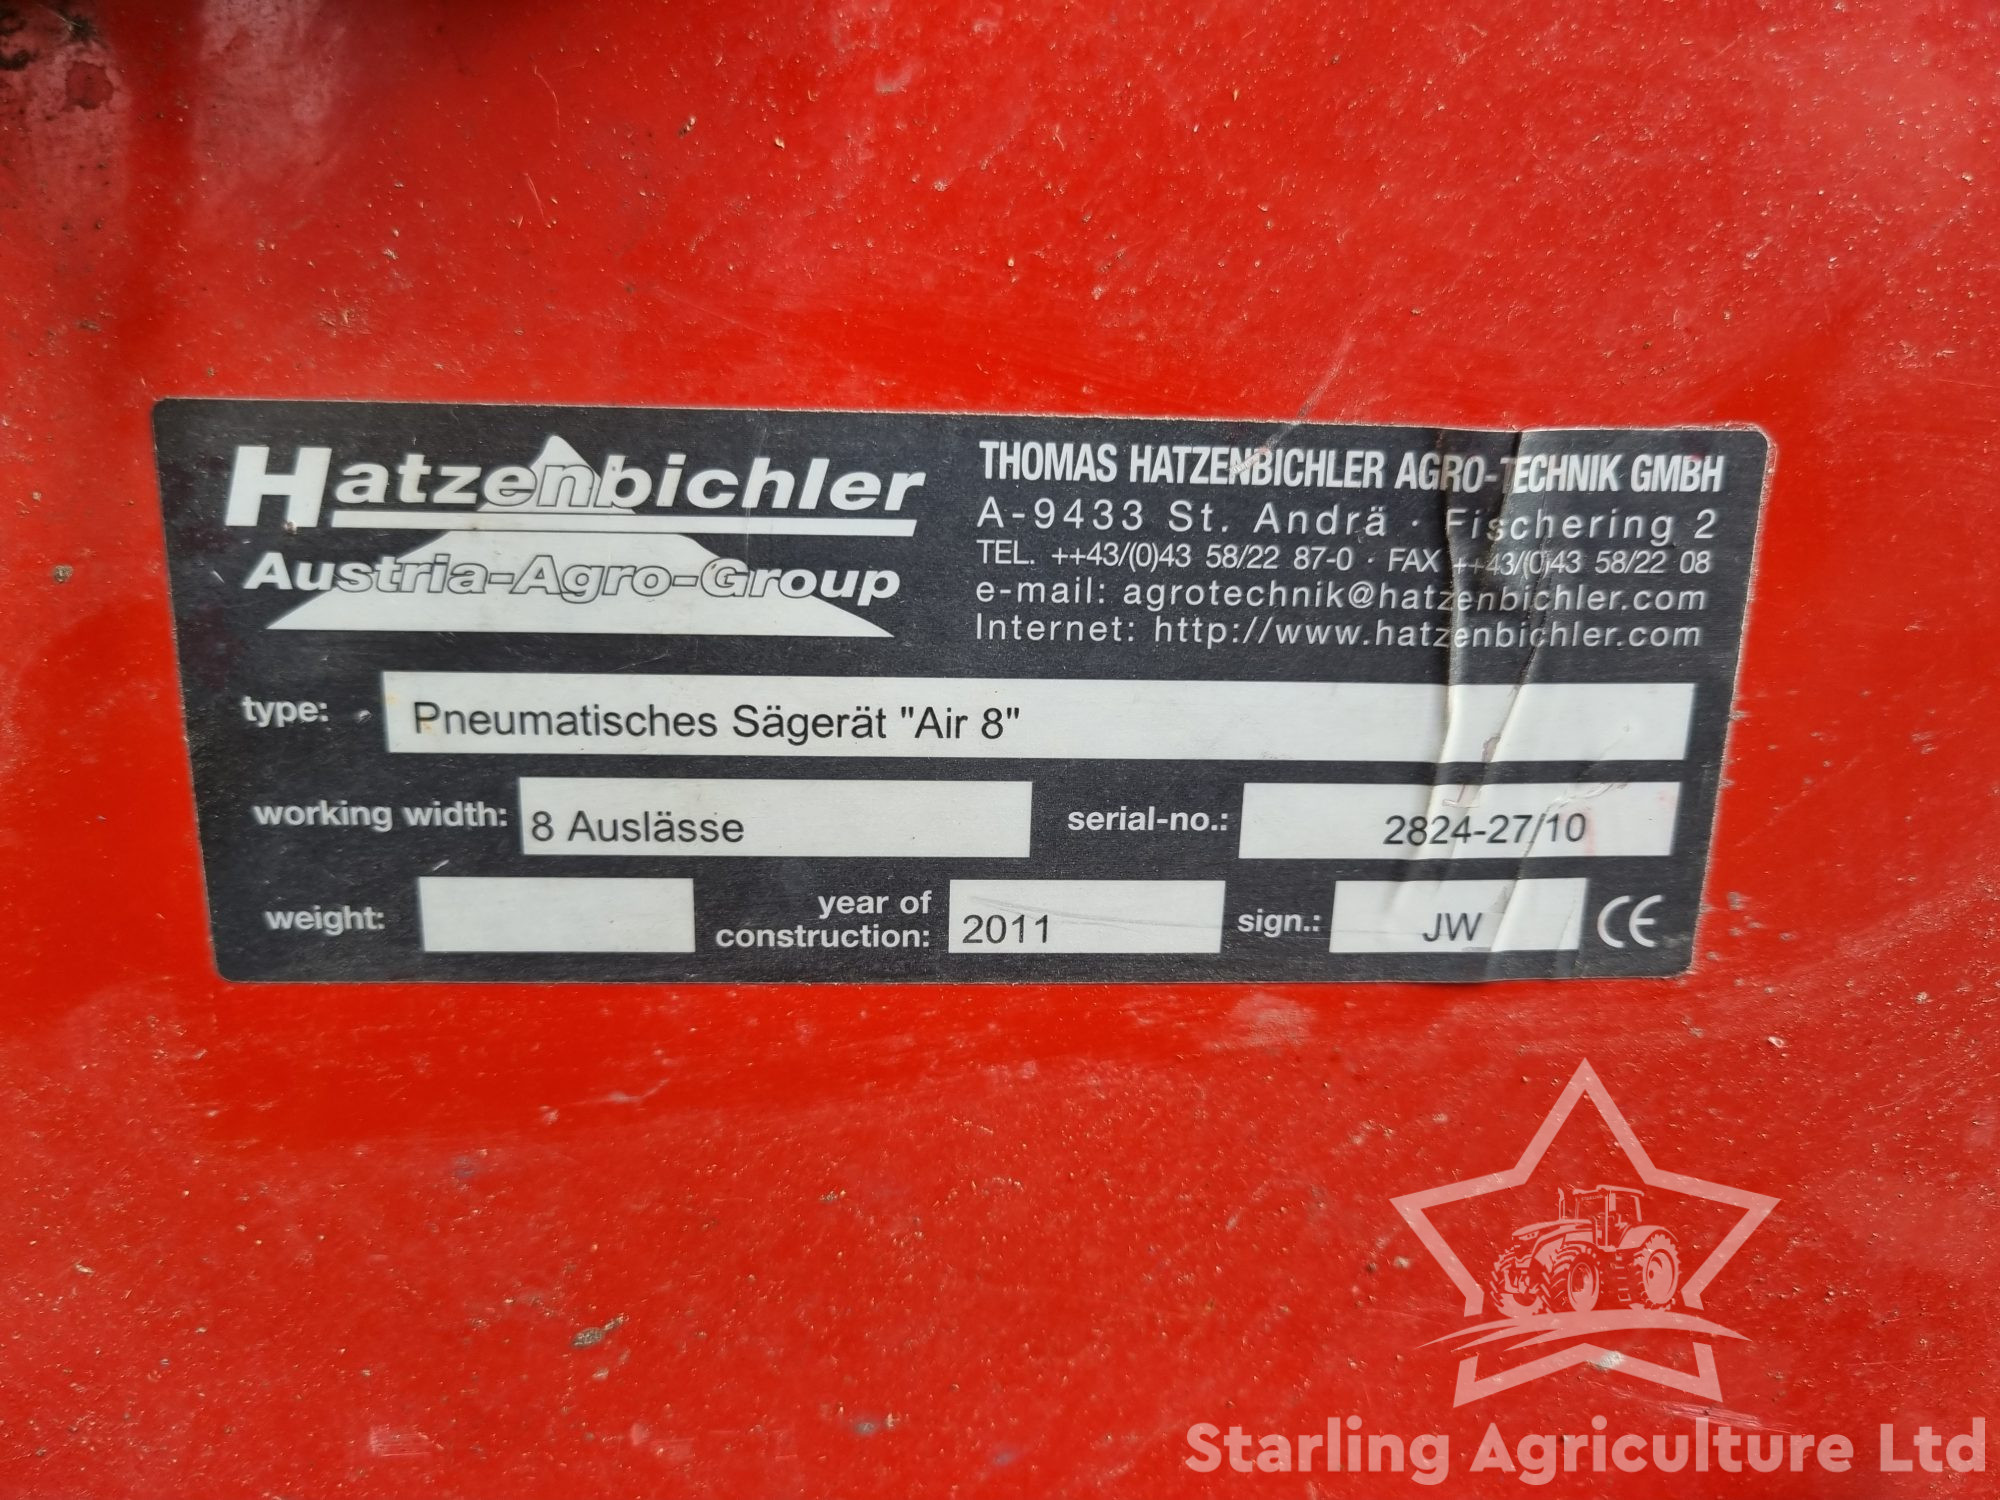 Hatzenbichler
Austria-Agro-Group
THOMAS HATZENBICHLER AGRO-TECHNIK GMBH
A-9433 St. Andrä · Fischering 2
TEL. ++43/(0)43 58/22 87-0 · FAX ++43/(0)43 58/22 08
e-mail: agrotechnik@hatzenbichler.com
Internet: http://www.hatzenbichler.com
type: Pneumatisches Sägerät "Air 8"
working width: 8 Auslässe serial-no.: 2824-27/10
weight: year of construction: 2011 sign.: JW CE
Starling Agriculture Ltd